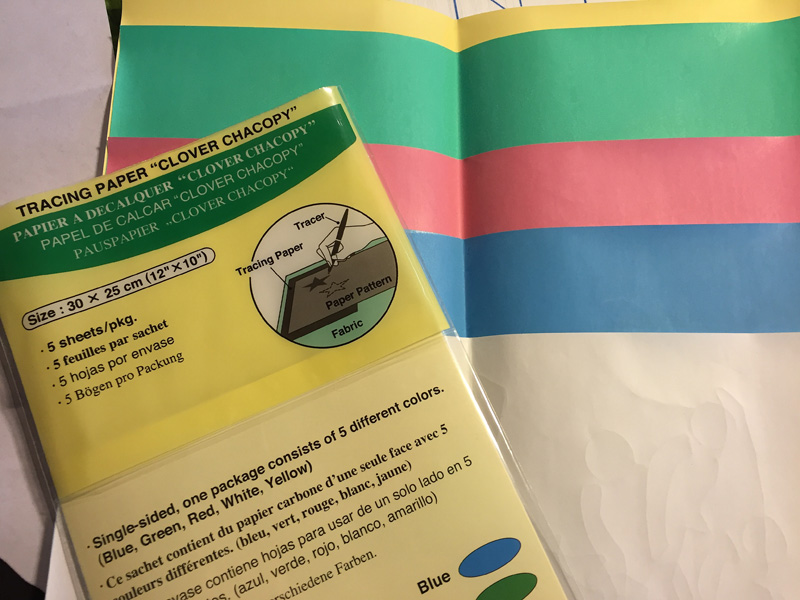 TRACING PAPER "CLOVER CHACOPY"
PAPIER A DECALQUER "CLOVER CHACOPY"
PAPEL DE CALCAR "CLOVER CHACOPY"
PAUSPAPIER „CLOVER CHACOPY"
Size : 30 × 25 cm (12" × 10")
· 5 sheets/pkg.
· 5 feuilles par sachet
· 5 hojas por envase
· 5 Bögen pro Packung
Tracer
Tracing Paper
Paper Pattern
Fabric
· Single-sided, one package consists of 5 different colors.
(Blue, Green, Red, White, Yellow)
· Ce sachet contient du papier carbone d'une seule face avec 5
couleurs différentes. (bleu, vert, rouge, blanc, jaune)
contiene hojas para usar de un solo lado en 5
(azul, verde, rojo, blanco, amarillo)
Farben.
Blue